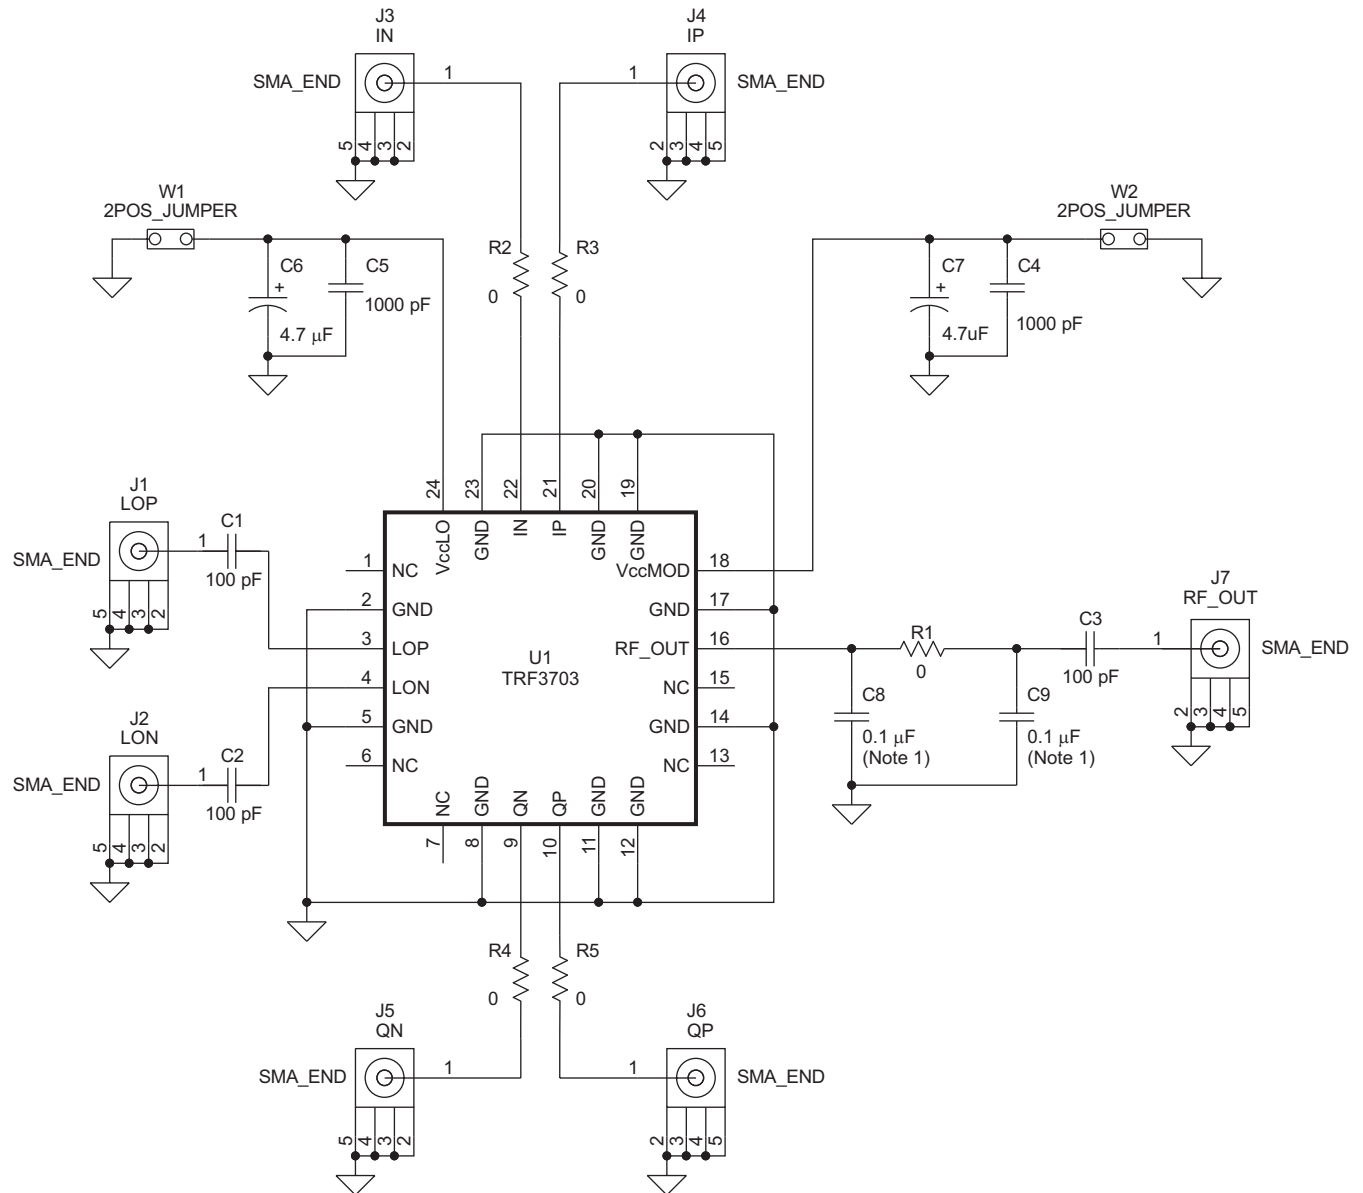 J3
IN
SMA_END
1
5
4
3
2
J4
IP
1
SMA_END
2
3
4
5
W1
2POS_JUMPER
C6
+
4.7 μF
C5
1000 pF
R2
0
R3
0
W2
2POS_JUMPER
C7
+
4.7uF
C4
1000 pF
J1
LOP
SMA_END
1
5
4
3
2
C1
100 pF
J2
LON
SMA_END
1
5
4
3
2
C2
100 pF
24
23
22
21
20
19
VccLO
GND
IN
IP
GND
GND
1
NC
2
GND
3
LOP
4
LON
5
GND
6
NC
U1
TRF3703
VccMOD
18
GND
17
RF_OUT
16
NC
15
GND
14
NC
13
NC
GND
QN
QP
GND
GND
7
8
9
10
11
12
R1
0
C8
0.1 μF
(Note 1)
C9
0.1 μF
(Note 1)
C3
100 pF
J7
RF_OUT
1
SMA_END
2
3
4
5
R4
0
R5
0
J5
QN
SMA_END
1
5
4
3
2
J6
QP
1
SMA_END
2
3
4
5